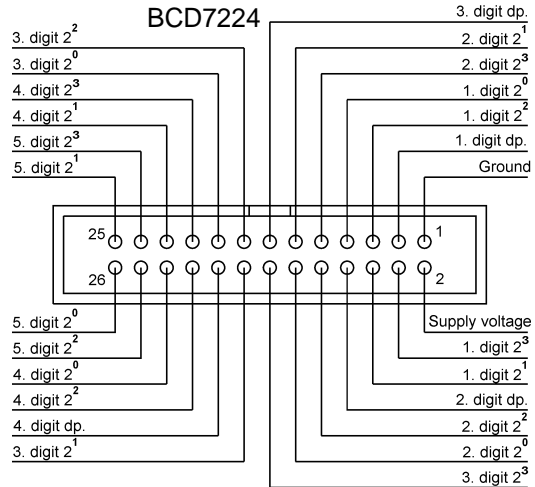 BCD7224
3. digit dp.
3. digit 2²
2. digit 2¹
3. digit 2⁰
2. digit 2³
4. digit 2³
1. digit 2⁰
4. digit 2¹
1. digit 2²
5. digit 2³
1. digit dp.
5. digit 2¹
Ground
25
1
26
2
5. digit 2⁰
Supply voltage
5. digit 2²
1. digit 2³
4. digit 2⁰
1. digit 2¹
4. digit 2²
2. digit dp.
4. digit dp.
2. digit 2²
3. digit 2¹
2. digit 2⁰
3. digit 2³